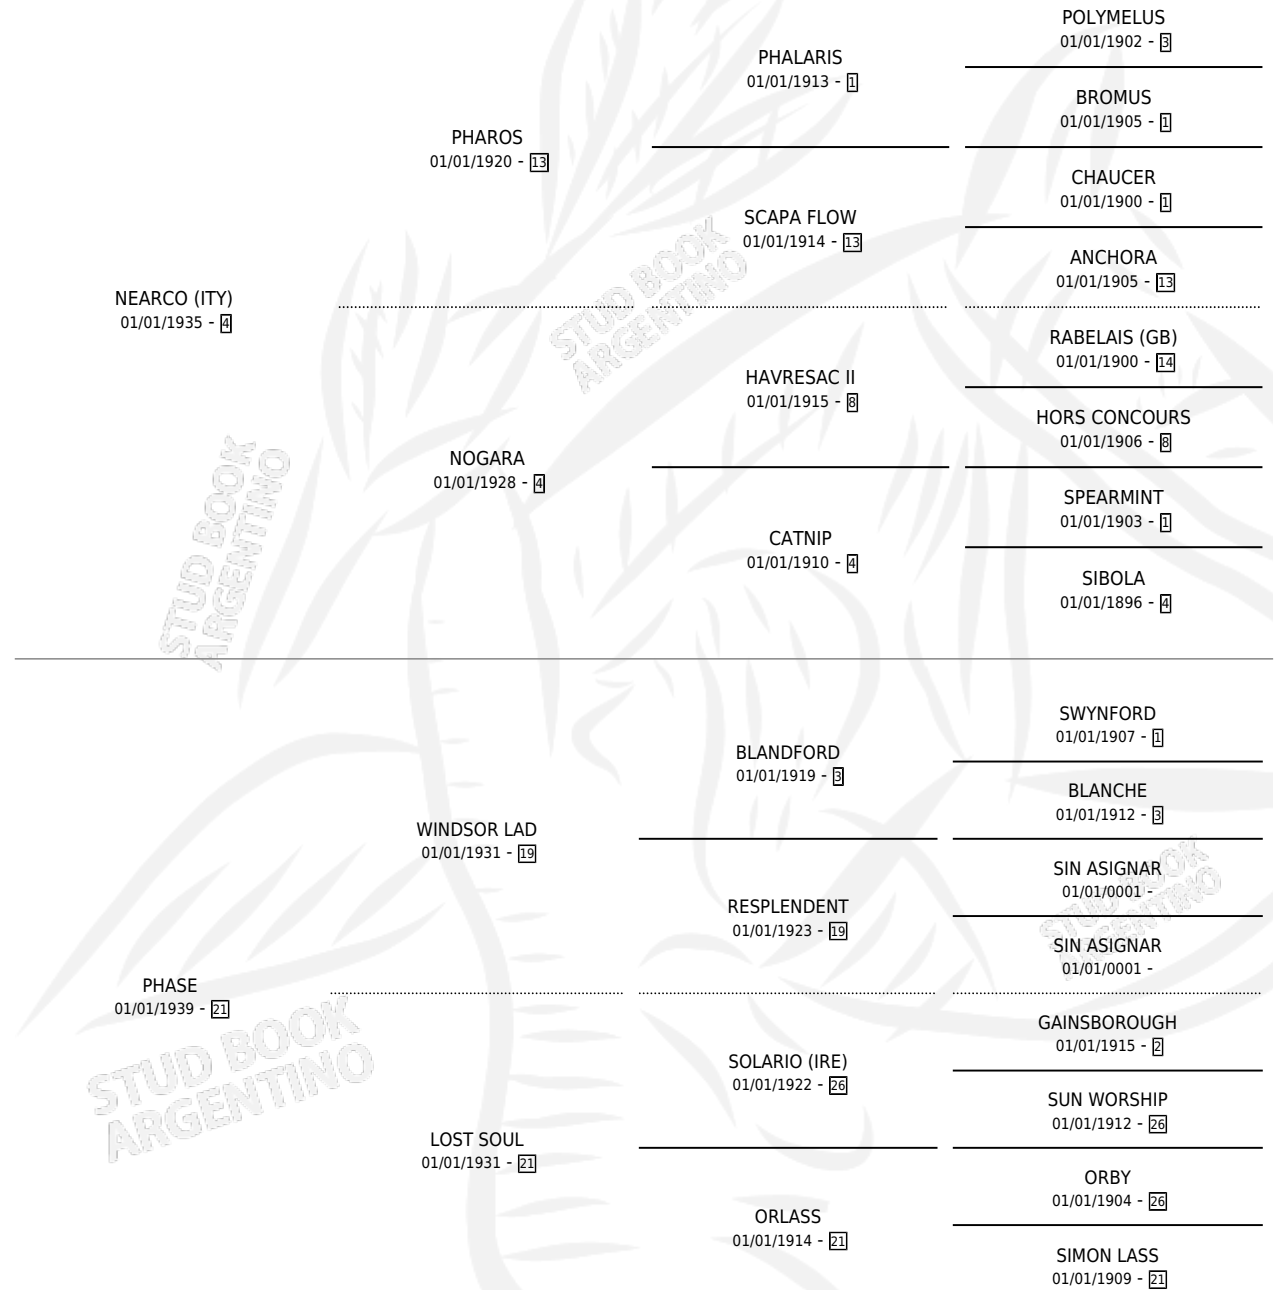 POLYMELUS
01/01/1902 - 3
PHALARIS
01/01/1913 - 1
BROMUS
01/01/1905 - 1
PHAROS
01/01/1920 - 13
CHAUCER
01/01/1900 - 1
SCAPA FLOW
01/01/1914 - 13
ANCHORA
01/01/1905 - 13
NEARCO (ITY)
01/01/1935 - 4
STUD BOOK
ARGENTINO
RABELAIS (GB)
01/01/1900 - 14
HAVRESAC II
01/01/1915 - 8
HORS CONCOURS
01/01/1906 - 8
NOGARA
01/01/1928 - 4
SPEARMINT
01/01/1903 - 1
CATNIP
01/01/1910 - 4
SIBOLA
01/01/1896 - 4
STUD BOOK
ARGENTINO
SWYNFORD
01/01/1907 - 1
BLANDFORD
01/01/1919 - 3
BLANCHE
01/01/1912 - 3
WINDSOR LAD
01/01/1931 - 19
SIN ASIGNAR
01/01/0001 -
RESPLENDENT
01/01/1923 - 19
SIN ASIGNAR
01/01/0001 -
STUD BOOK
ARGENTINO
PHASE
01/01/1939 - 21
STUD BOOK
ARGENTINO
GAINSBOROUGH
01/01/1915 - 2
SOLARIO (IRE)
01/01/1922 - 26
SUN WORSHIP
01/01/1912 - 26
LOST SOUL
01/01/1931 - 21
ORBY
01/01/1904 - 26
ORLASS
01/01/1914 - 21
SIMON LASS
01/01/1909 - 21